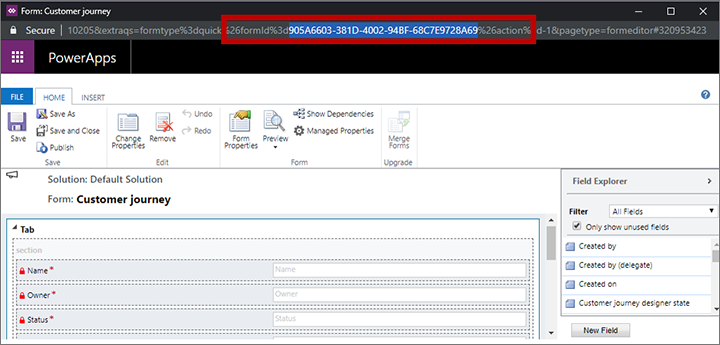 Form: Customer journey
Secure 10205&extraqs=formtype%3dquick%26formId%3d905A6603-381D-4002-94BF-68C7E9728A69%26action%d-1&pagetype=formeditor#320953423
PowerApps
FILE HOME INSERT
Save
Save As
Save and Close
Publish
Save
Change Properties
Remove
Undo
Redo
Edit
Form Properties
Preview
Show Dependencies
Managed Properties
Form
Merge Forms
Upgrade
Solution: Default Solution
Form: Customer journey
Tab
section
Name * Name
Owner * Owner
Status * Status
Field Explorer
Filter All Fields
Only show unused fields
Created by
Created by (delegate)
Created on
Customer journey designer state
New Field